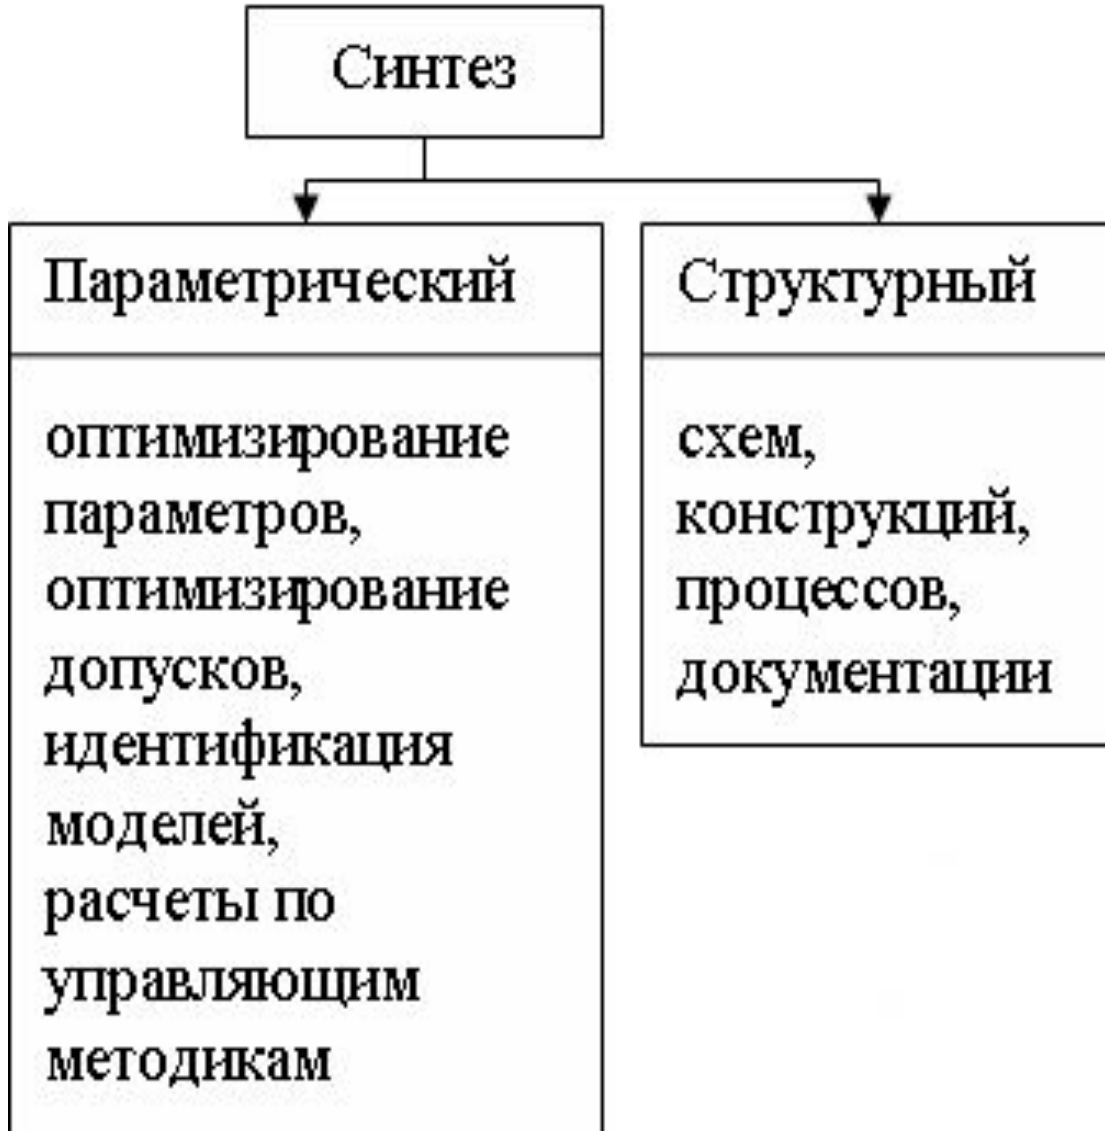 Синтез
Параметрический
оптимизирование
параметров,
оптимизирование
допусков,
идентификация
моделей,
расчеты по
управляющим
методикам
Структурный
схем,
конструкций,
процессов,
документации